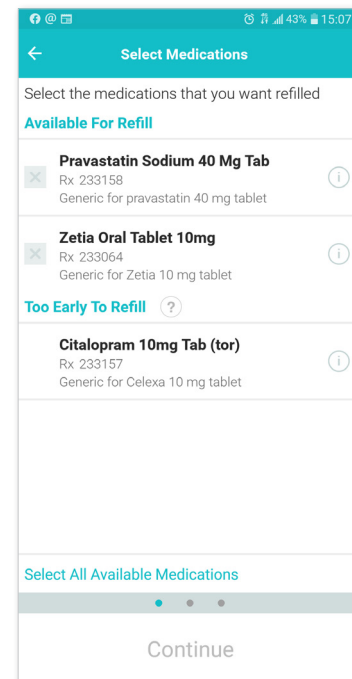 43% 15:07
Select Medications
Select the medications that you want refilled
Available For Refill
Pravastatin Sodium 40 Mg Tab
Rx 233158
Generic for pravastatin 40 mg tablet
Zetia Oral Tablet 10mg
Rx 233064
Generic for Zetia 10 mg tablet
Too Early To Refill ?
Citalopram 10mg Tab (tor)
Rx 233157
Generic for Celexa 10 mg tablet
Select All Available Medications
Continue